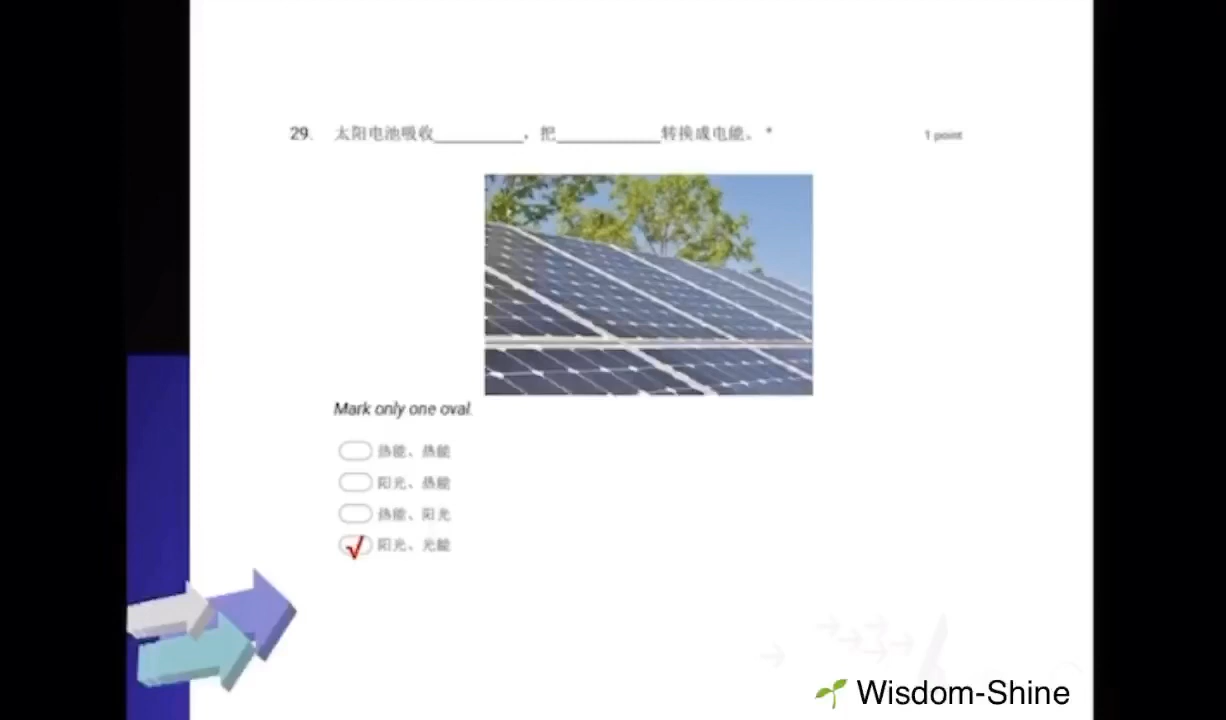 29. 太阳电池吸收__________，把__________转换成电能。 * 1 point
Mark only one oval.
热能、热能
阳光、热能
热能、阳光
阳光、光能
Wisdom-Shine